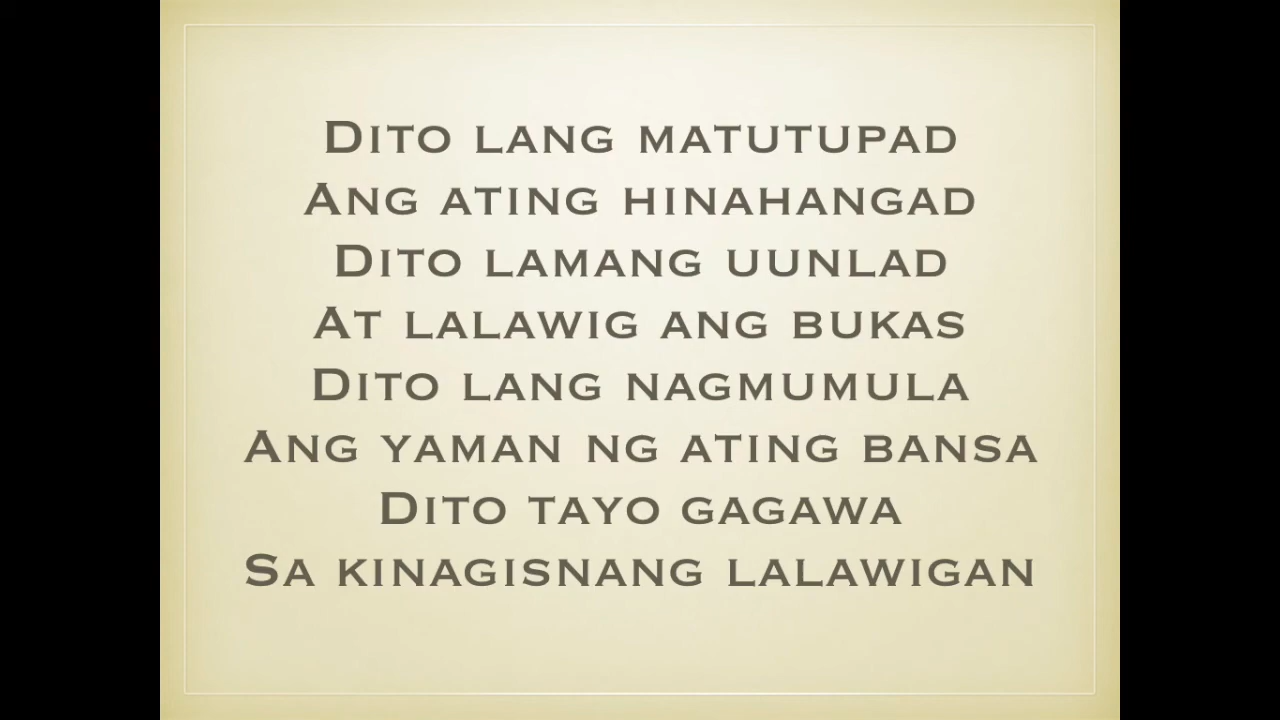 Dito lang matutupad
Ang ating hinahangad
Dito lamang uunlad
At lalawig ang bukas
Dito lang nagmumula
Ang yaman ng ating bansa
Dito tayo gagawa
Sa kinagisnang lalawigan